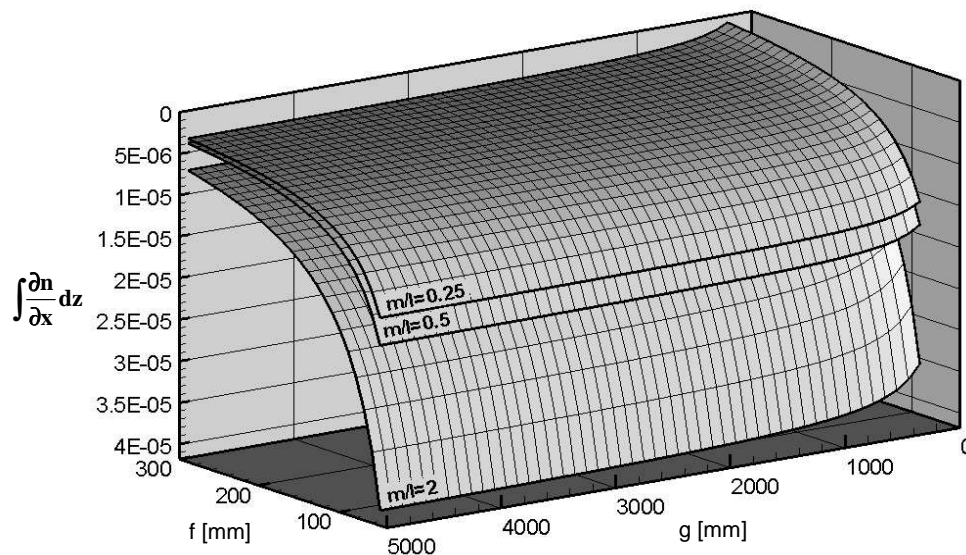 0
5E-06
1E-05
1.5E-05
2E-05
2.5E-05
3E-05
3.5E-05
4E-05
∫∂n/∂x dz
m/l=0.25
m/l=0.5
m/l=2
300
200
100
f [mm]
5000
4000
3000
2000
1000
0
g [mm]